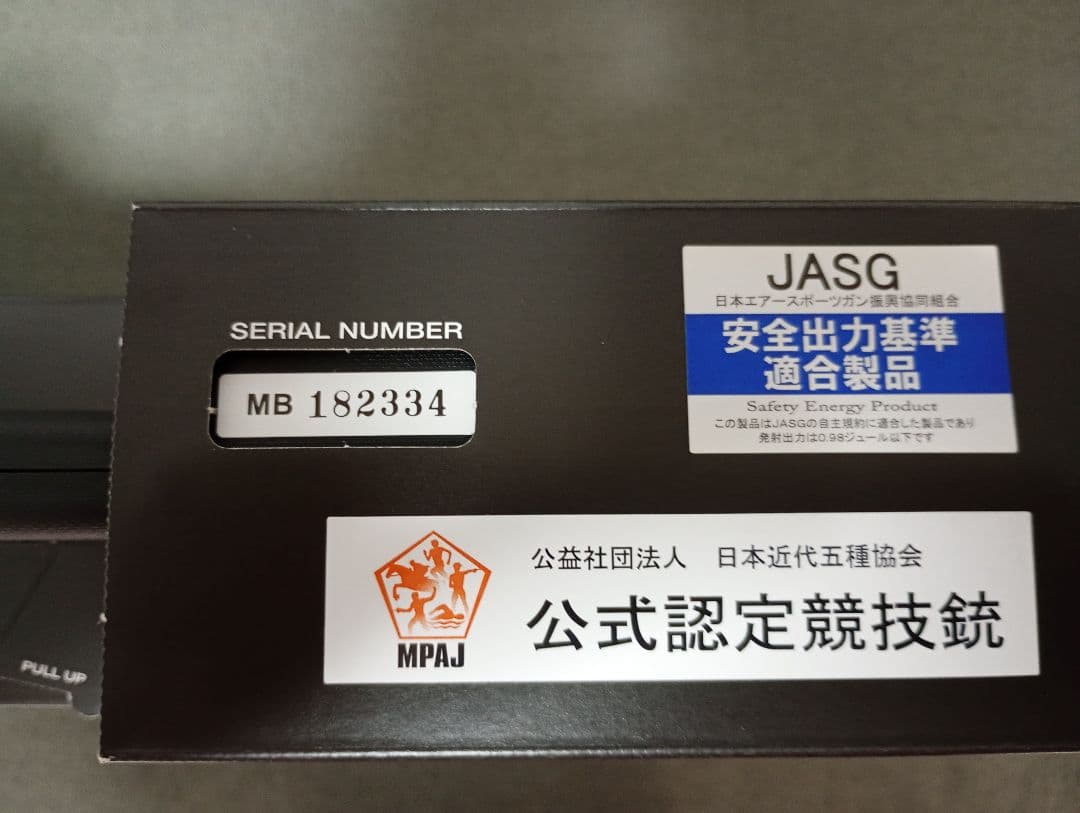 SERIAL NUMBER
MB 182334
JASG
日本エアースポーツガン振興協同組合
安全出力基準
適合製品
Safety Energy Product
この製品はJASGの自主規約に適合した製品であり
発射出力は0.98ジュール以下です
公益社団法人 日本近代五種協会
公式認定競技銃
MPAJ
PULL UP